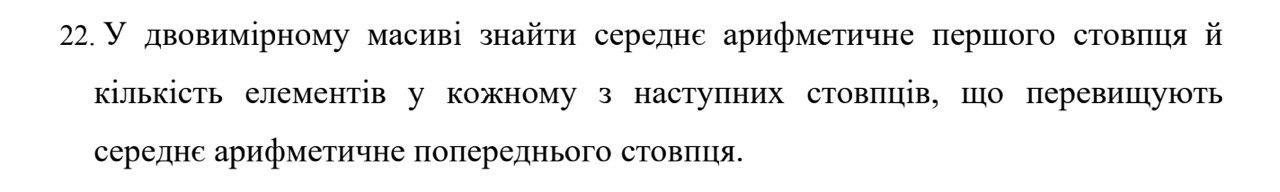 22. У двовимірному масиві знайти середнє арифметичне першого стовпця й
кількість елементів у кожному з наступних стовпців, що перевищують
середнє арифметичне попереднього стовпця.